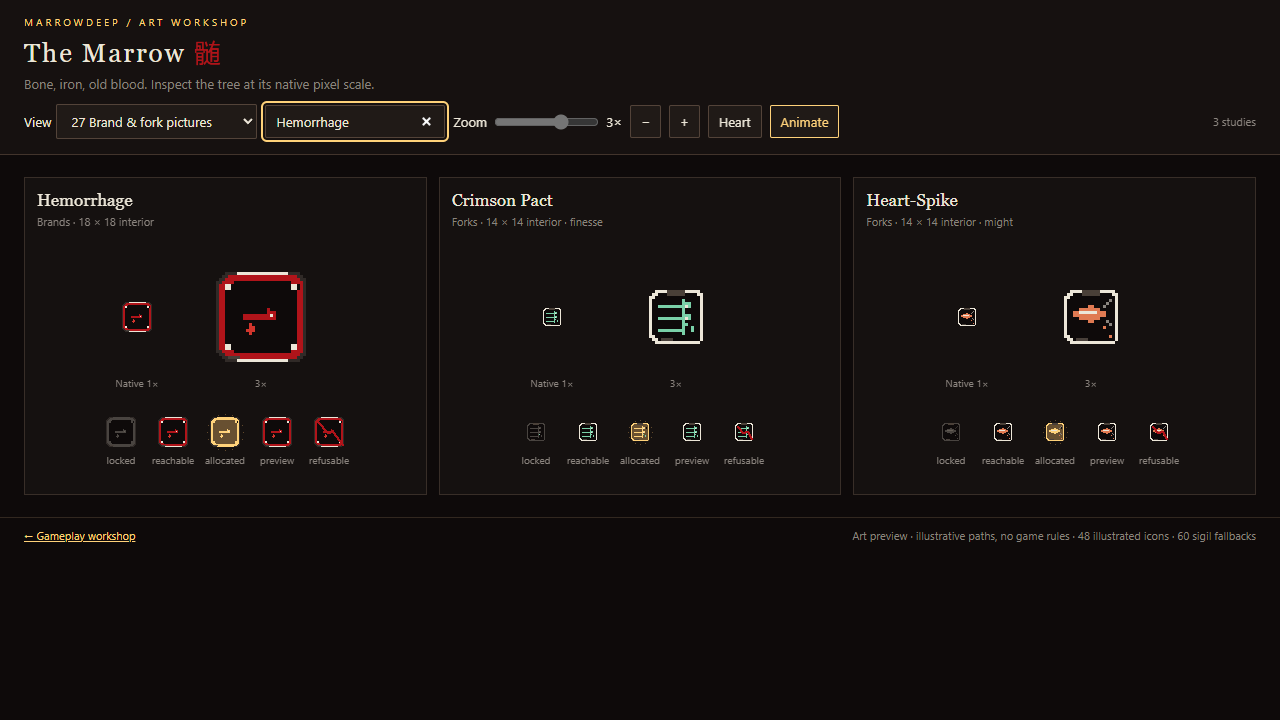 MARROWDEEP / ART WORKSHOP
The Marrow 髄
Bone, iron, old blood. Inspect the tree at its native pixel scale.
View 27 Brand & fork pictures Hemorrhage × Zoom 3× − + Heart Animate 3 studies
Hemorrhage
Brands · 18 × 18 interior
Native 1× 3×
locked reachable allocated preview refusable
Crimson Pact
Forks · 14 × 14 interior · finesse
Native 1× 3×
locked reachable allocated preview refusable
Heart-Spike
Forks · 14 × 14 interior · might
Native 1× 3×
locked reachable allocated preview refusable
← Gameplay workshop
Art preview · illustrative paths, no game rules · 48 illustrated icons · 60 sigil fallbacks